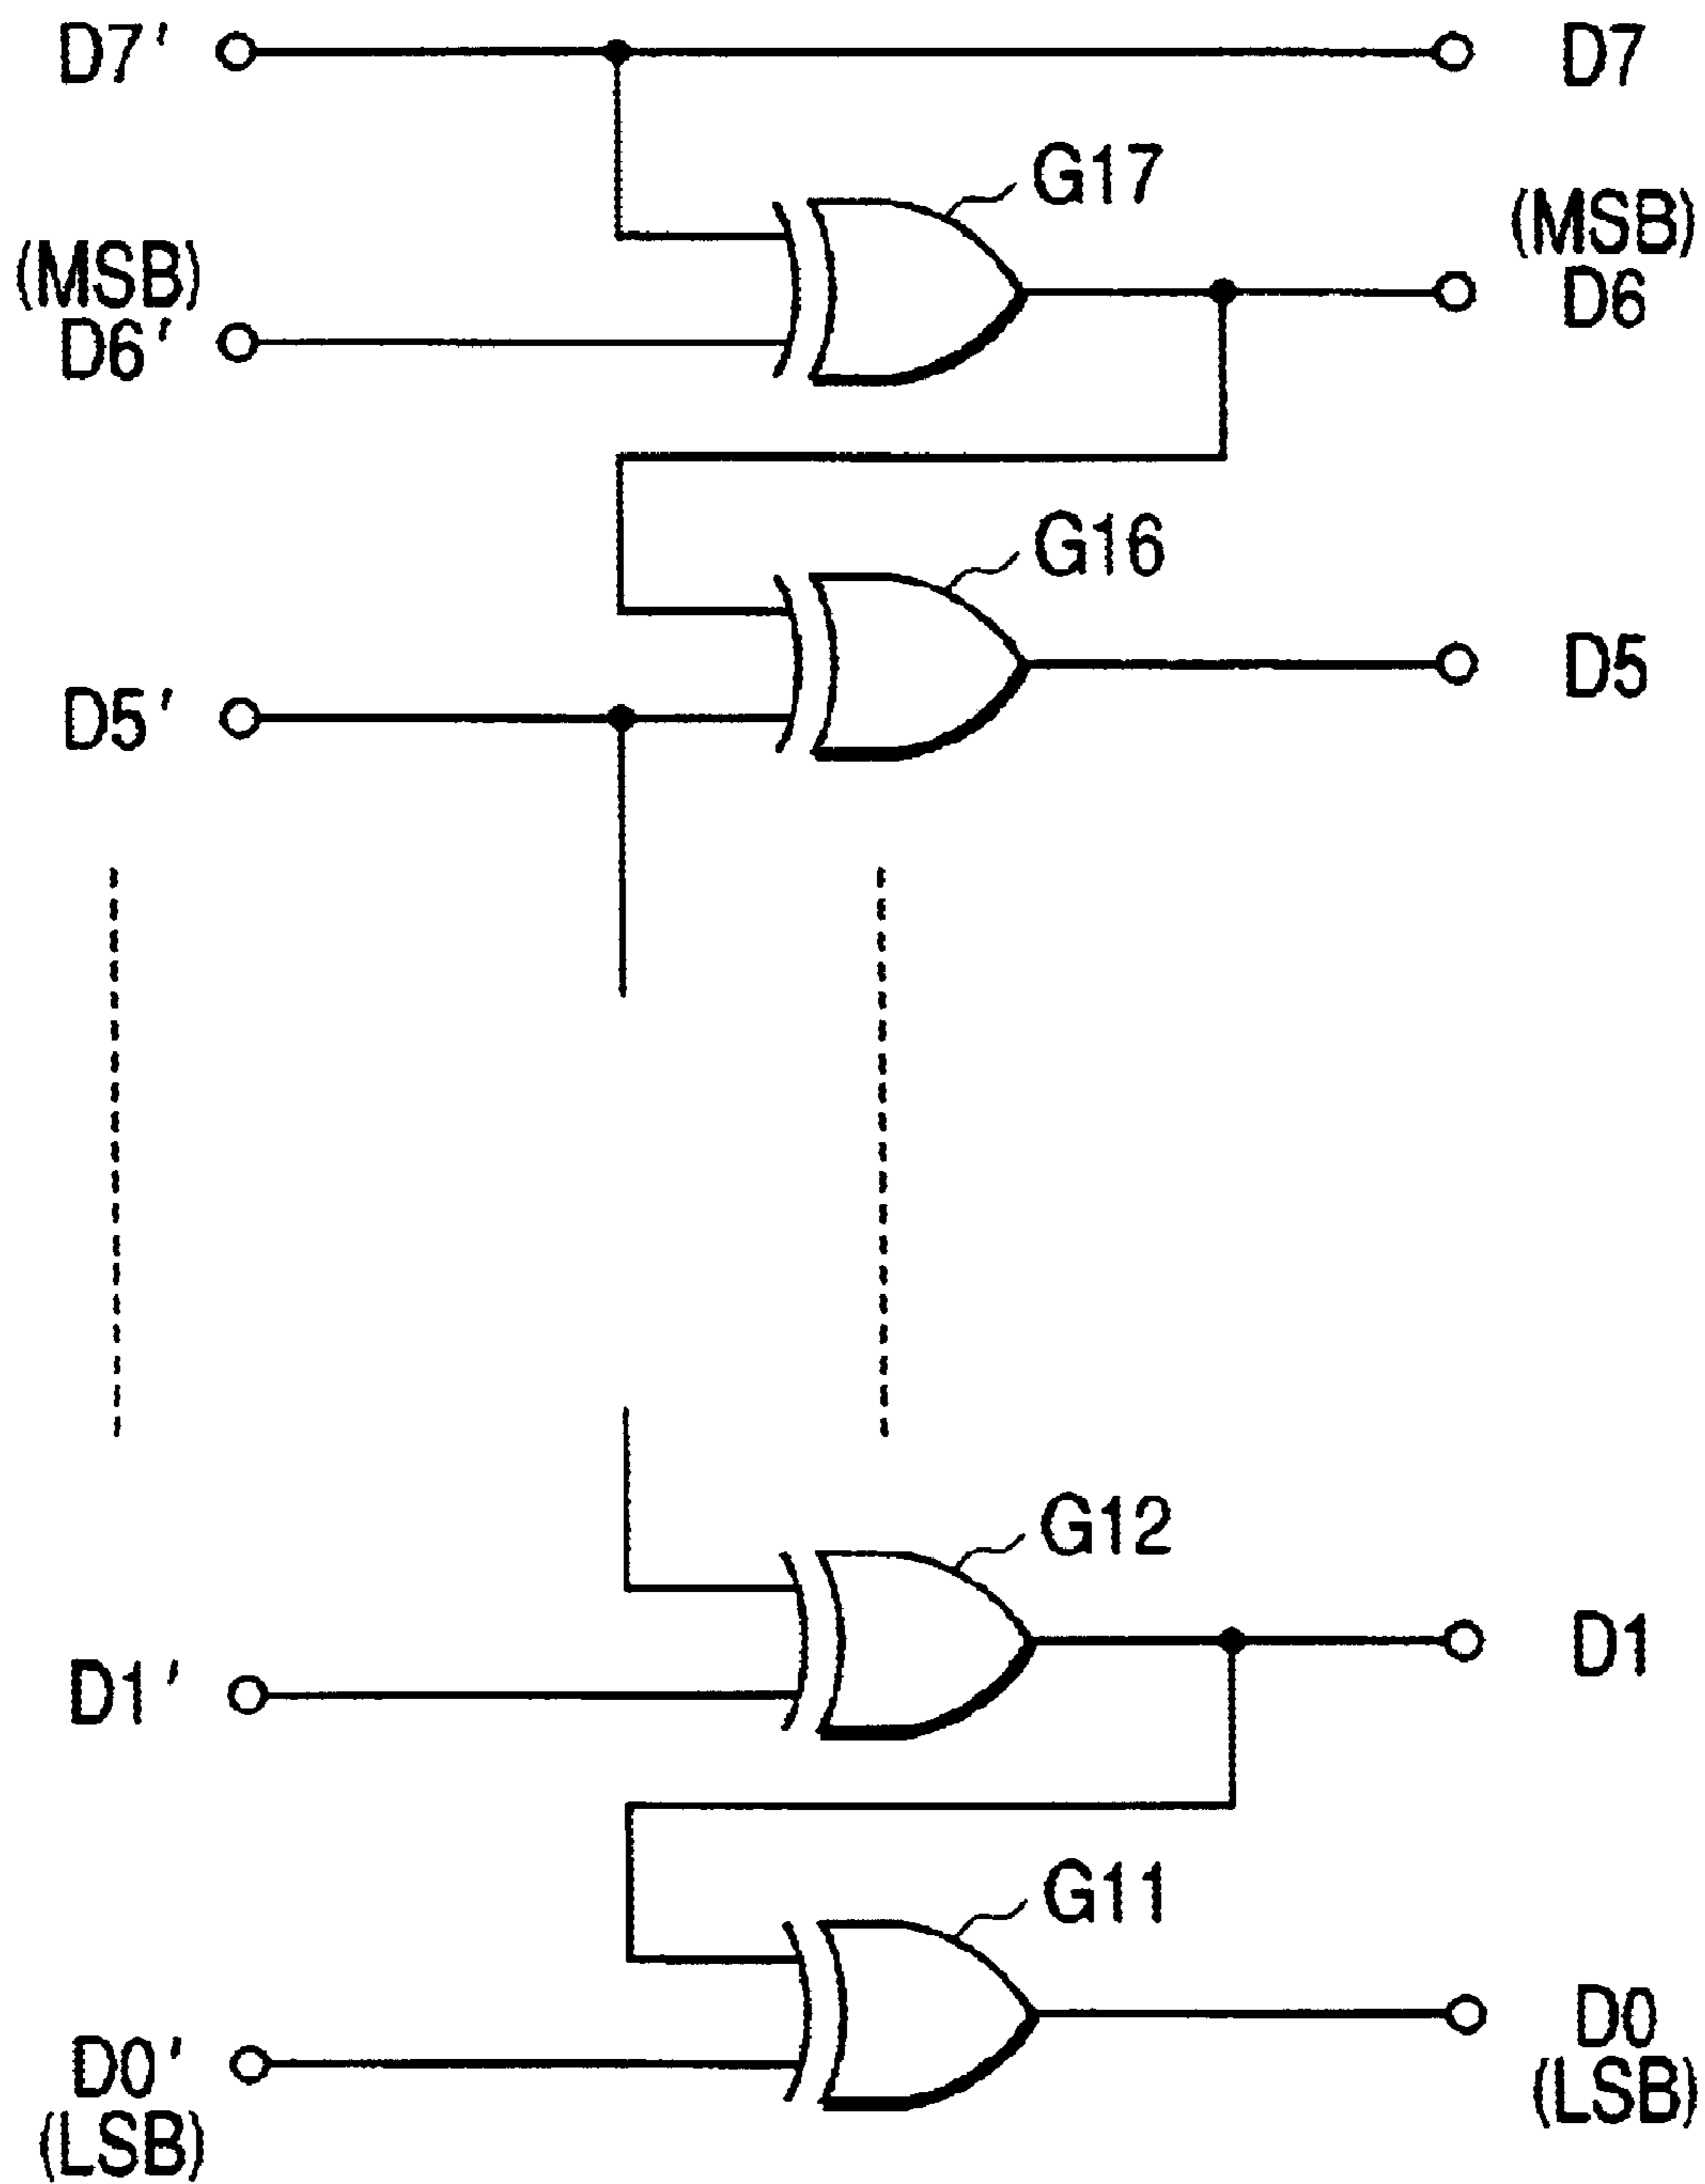 D7′ D7
G17
(MSB) (MSB)
D6′ D6
G16
D5′ D5
G12
D1′ D1
G11
D0′ D0
(LSB) (LSB)